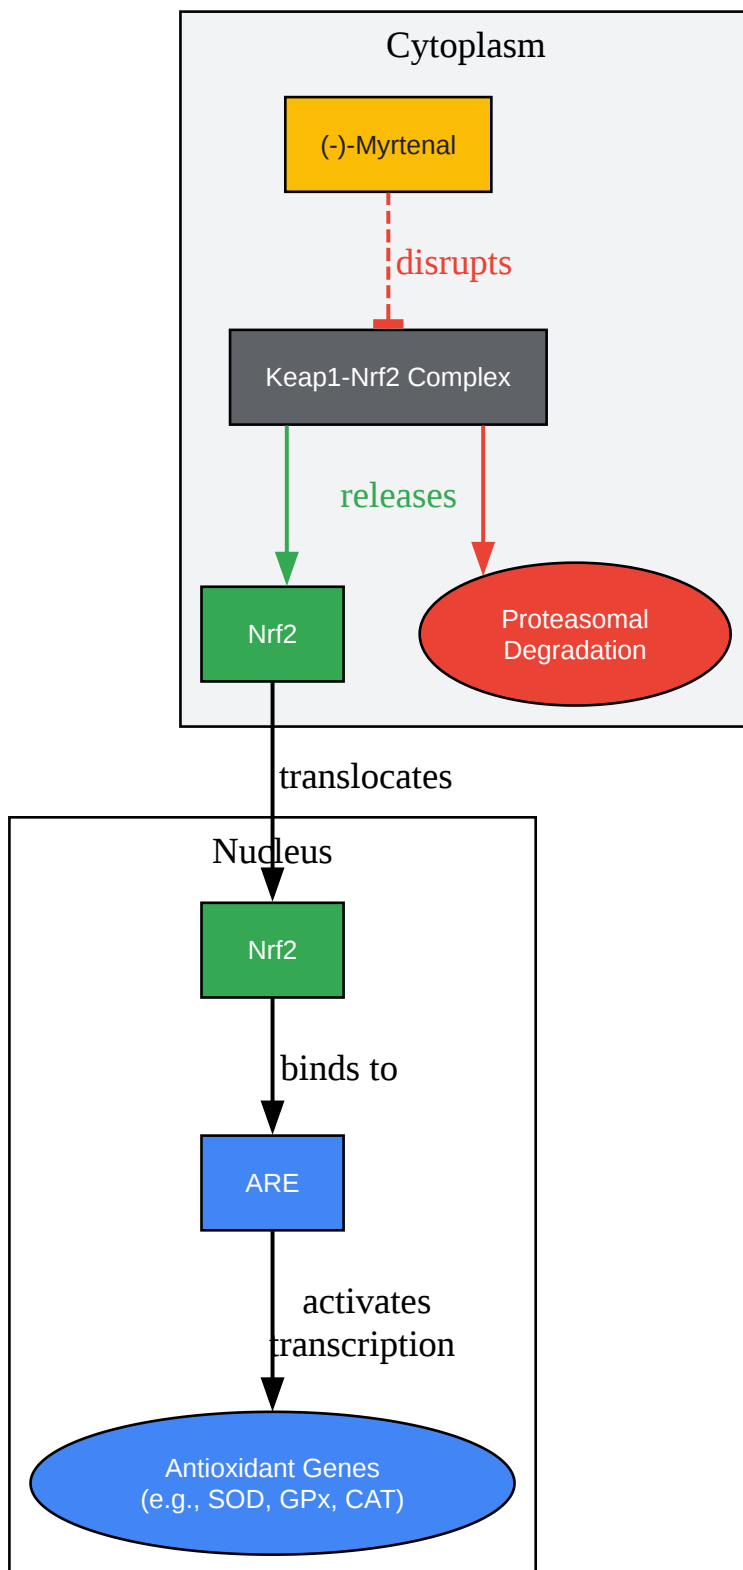 Cytoplasm
(-)-Myrtenal
disrupts
Keap1-Nrf2 Complex
releases
Nrf2
Proteasomal
Degradation
translocates
Nucleus
Nrf2
binds to
ARE
activates
transcription
Antioxidant Genes
(e.g., SOD, GPx, CAT)